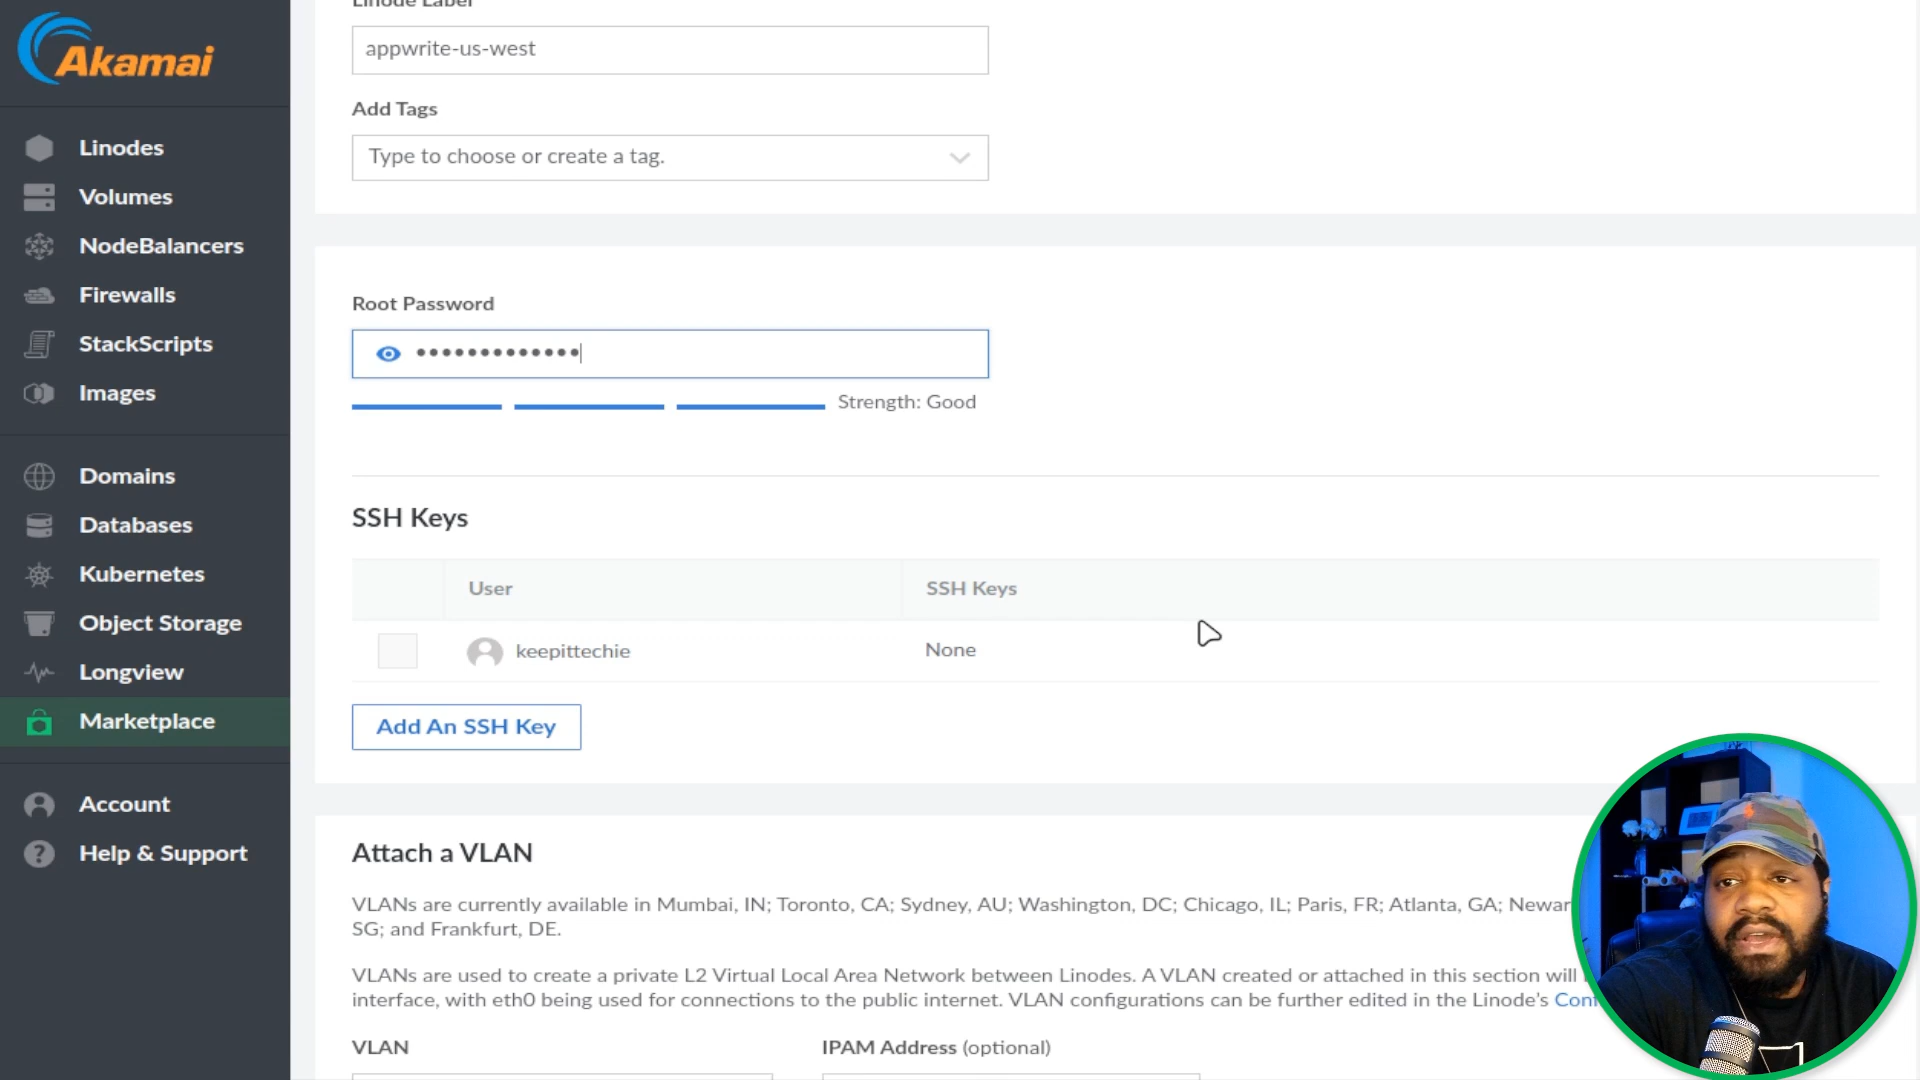 Akamai
Linodes
Volumes
NodeBalancers
Firewalls
StackScripts
Images
Domains
Databases
Kubernetes
Object Storage
Longview
Marketplace
Account
Help & Support
Linode Label
appwrite-us-west
Add Tags
Type to choose or create a tag.
Root Password
•••••••••••••
Strength: Good
SSH Keys
User SSH Keys
keepittechie None
Add An SSH Key
Attach a VLAN
VLANs are currently available in Mumbai, IN; Toronto, CA; Sydney, AU; Washington, DC; Chicago, IL; Paris, FR; Atlanta, GA; Newar
SG; and Frankfurt, DE.
VLANs are used to create a private L2 Virtual Local Area Network between Linodes. A VLAN created or attached in this section will
interface, with eth0 being used for connections to the public internet. VLAN configurations can be further edited in the Linode's Con
VLAN IPAM Address (optional)